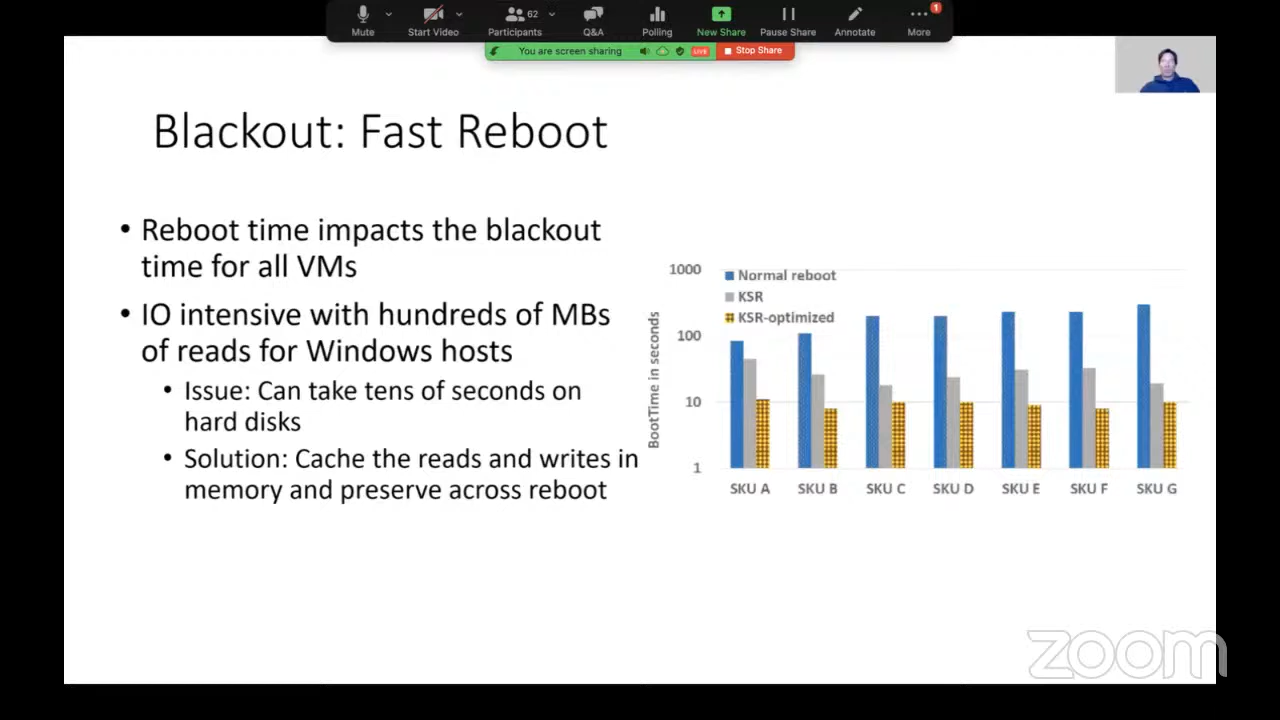 Mute
Start Video
62
Participants
Q&A
Polling
New Share
Pause Share
Annotate
1
More
You are screen sharing
LIVE
Stop Share
Blackout: Fast Reboot
• Reboot time impacts the blackout
time for all VMs
• IO intensive with hundreds of MBs
of reads for Windows hosts
• Issue: Can take tens of seconds on
hard disks
• Solution: Cache the reads and writes in
memory and preserve across reboot
BootTime in seconds
1000
100
10
1
Normal reboot
KSR
KSR-optimized
SKU A SKU B SKU C SKU D SKU E SKU F SKU G
zoom